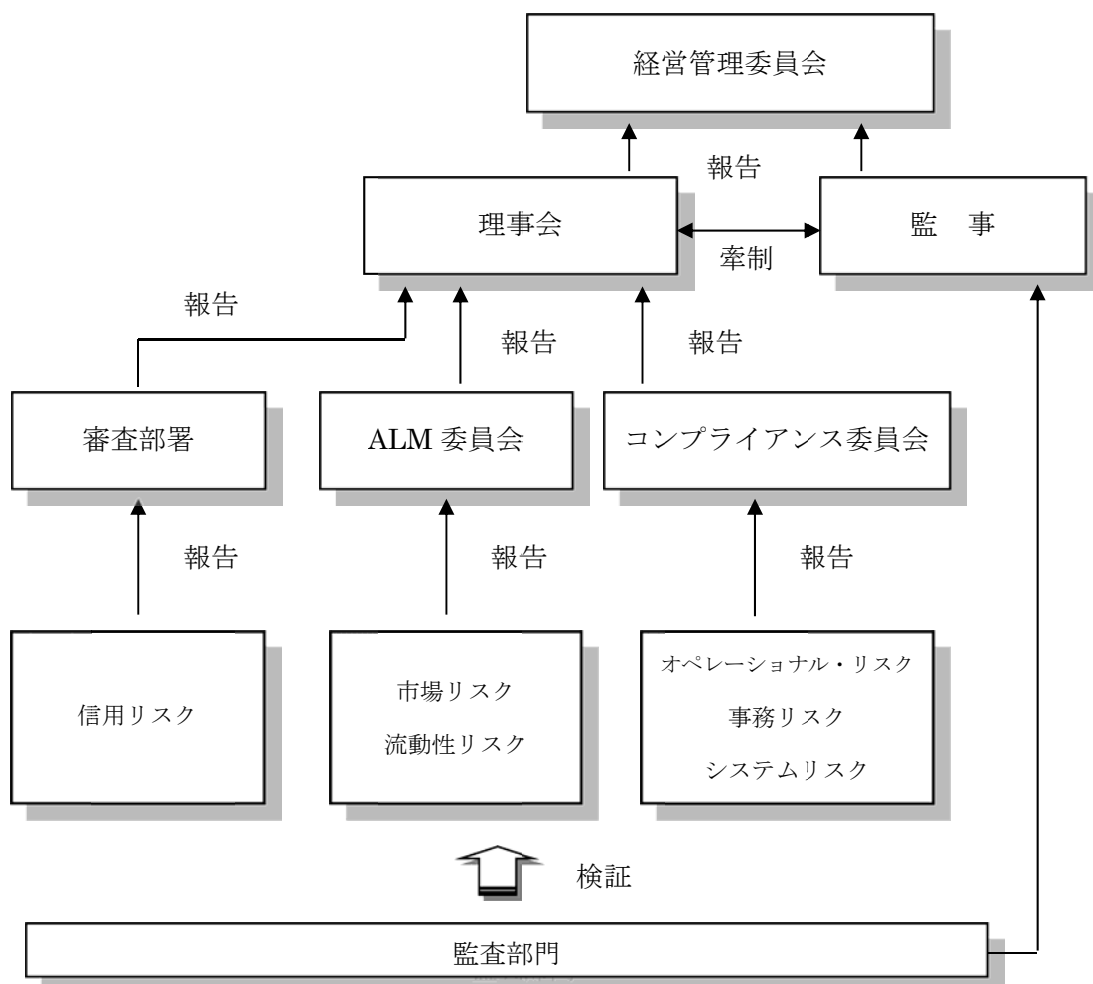 経営管理委員会
報告
理事会
監　事
牽制
報告
報告
報告
審査部署
ALM 委員会
コンプライアンス委員会
報告
報告
報告
信用リスク
市場リスク
流動性リスク
オペレーショナル・リスク
事務リスク
システムリスク
検証
監査部門